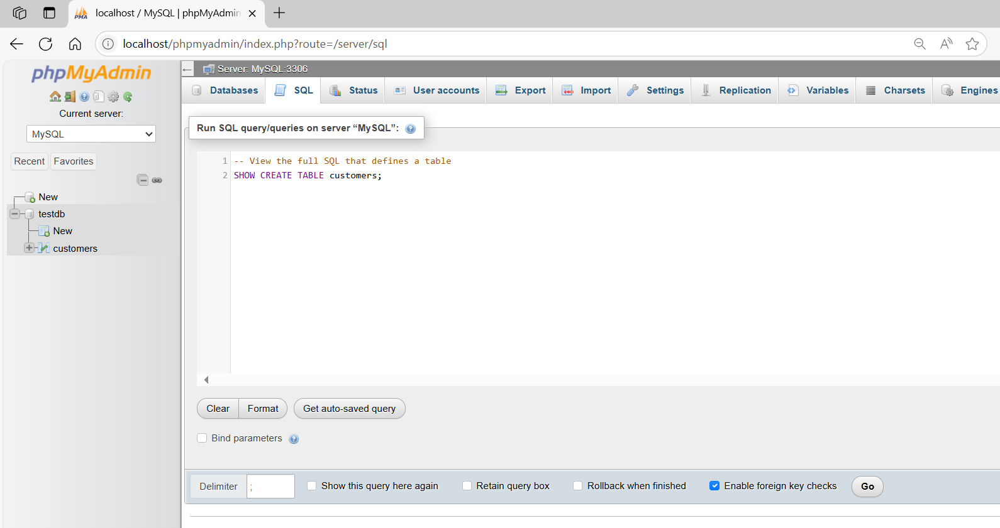 localhost / MySQL | phpMyAdmin
localhost/phpmyadmin/index.php?route=/server/sql
phpMyAdmin
Current server:
MySQL
Recent
Favorites
New
testdb
New
customers
Server: MySQL:3306
Databases
SQL
Status
User accounts
Export
Import
Settings
Replication
Variables
Charsets
Engines
Run SQL query/queries on server “MySQL”:
1 -- View the full SQL that defines a table
2 SHOW CREATE TABLE customers;
Clear
Format
Get auto-saved query
Bind parameters
Delimiter
;
Show this query here again
Retain query box
Rollback when finished
Enable foreign key checks
Go